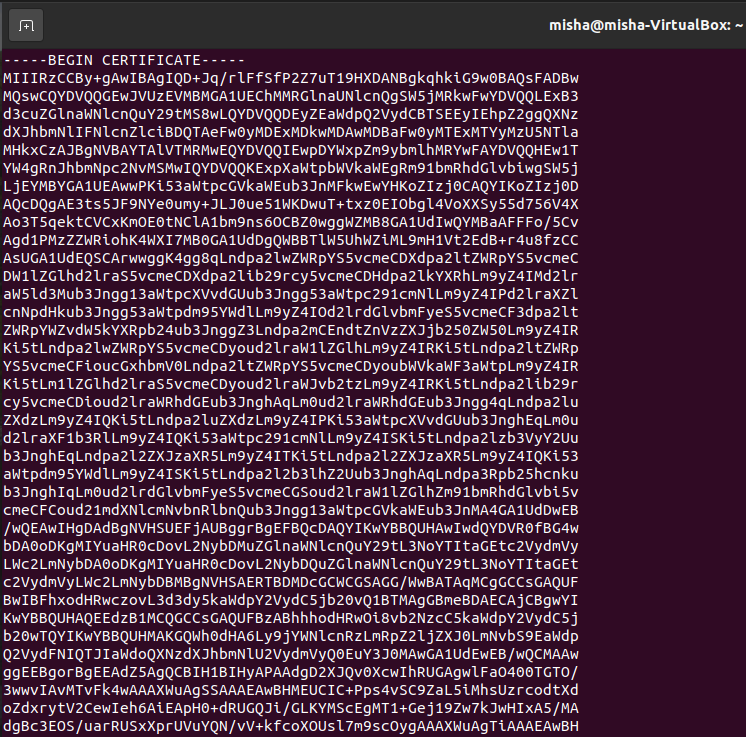 misha@misha-VirtualBox: ~
-----BEGIN CERTIFICATE-----
MIIIRzCCBy+gAwIBAgIQD+Jq/rlFfSfP2Z7uT19HXDANBgkqhkiG9w0BAQsFADBw
MQswCQYDVQQGEwJVUzEVMBMGA1UEChMMRGlnaUNlcnQgSW5jMRkwFwYDVQQLExB3
d3cuZGlnaWNlcnQuY29tMS8wLQYDVQQDEyZEaWdpQ2VydCBTSEEyIEhpZ2ggQXNz
dXJhbmNlIFNlcnZlciBDQTAeFw0yMDExMDkwMDAwMDBaFw0yMTExMTYyMzU5NTla
MHkxCzAJBgNVBAYTAlVTMRMwEQYDVQQIEwpDYWxpZm9ybmlhMRYwFAYDVQQHEw1T
YW4gRnJhbmNpc2NvMSMwIQYDVQQKExpXaWtpbWVkaWEgRm91bmRhdGlvbiwgSW5j
LjEYMBYGA1UEAwwPKi53aWtpcGVkaWEub3JnMFkwEwYHKoZIzj0CAQYIKoZIzj0D
AQcDQgAE3ts5JF9NYe0umy+JLJ0ue51WKDwuT+txz0EIObgl4VoXXSy55d756V4X
Ao3T5qektCVCxKmOE0tNClA1bm9ns6OCBZ0wggWZMB8GA1UdIwQYMBaAFFFo/5Cv
Agd1PMzZZWRiohK4WXI7MB0GA1UdDgQWBBTlW5UhWZiML9mH1Vt2EdB+r4u8fzCC
AsUGA1UdEQSCArwwggK4gg8qLndpa2lwZWRpYS5vcmeCDXdpa2ltZWRpYS5vcmeC
DW1lZGlhd2lraS5vcmeCDXdpa2lib29rcy5vcmeCDHdpa2lkYXRhLm9yZ4IMd2lr
aW5ld3Mub3Jngg13aWtpcXVvdGUub3Jngg53aWtpc291cmNlLm9yZ4IPd2lraXZl
cnNpdHkub3Jngg53aWtpdm95YWdlLm9yZ4IOd2lrdGlvbmFyeS5vcmeCF3dpa2lt
ZWRpYWZvdW5kYXRpb24ub3JnggZ3Lndpa2mCEndtZnVzZXJjb250ZW50Lm9yZ4IR
Ki5tLndpa2lwZWRpYS5vcmeCDyoud2lraW1lZGlhLm9yZ4IRKi5tLndpa2ltZWRp
YS5vcmeCFioucGxhbmV0Lndpa2ltZWRpYS5vcmeCDyoubWVkaWF3aWtpLm9yZ4IR
Ki5tLm1lZGlhd2lraS5vcmeCDyoud2lraWJvb2tzLm9yZ4IRKi5tLndpa2lib29r
cy5vcmeCDioud2lraWRhdGEub3JnghAqLm0ud2lraWRhdGEub3Jngg4qLndpa2lu
ZXdzLm9yZ4IQKi5tLndpa2luZXdzLm9yZ4IPKi53aWtpcXVvdGUub3JnghEqLm0u
d2lraXF1b3RlLm9yZ4IQKi53aWtpc291cmNlLm9yZ4ISKi5tLndpa2lzb3VyY2Uu
b3JnghEqLndpa2l2ZXJzaXR5Lm9yZ4ITKi5tLndpa2l2ZXJzaXR5Lm9yZ4IQKi53
aWtpdm95YWdlLm9yZ4ISKi5tLndpa2l2b3lhZ2Uub3JnghAqLndpa3Rpb25hcnku
b3JnghIqLm0ud2lrdGlvbmFyeS5vcmeCGSoud2lraW1lZGlhZm91bmRhdGlvbi5v
cmeCFCoud21mdXNlcmNvbnRlbnQub3Jngg13aWtpcGVkaWEub3JnMA4GA1UdDwEB
/wQEAwIHgDAdBgNVHSUEFjAUBggrBgEFBQcDAQYIKwYBBQUHAwIwdQYDVR0fBG4w
bDA0oDKgMIYuaHR0cDovL2NybDMuZGlnaWNlcnQuY29tL3NoYTItaGEtc2VydmVy
LWc2LmNybDA0oDKgMIYuaHR0cDovL2NybDQuZGlnaWNlcnQuY29tL3NoYTItaGEt
c2VydmVyLWc2LmNybDBMBgNVHSAERTBDMDcGCWCGSAGG/WwBATAqMCgGCCsGAQUF
BwIBFhxodHRwczovL3d3dy5kaWdpY2VydC5jb20vQ1BTMAgGBmeBDAECAjCBgwYI
KwYBBQUHAQEEdzB1MCQGCCsGAQUFBzABhhhodHRwOi8vb2NzcC5kaWdpY2VydC5j
b20wTQYIKwYBBQUHMAKGQWh0dHA6Ly9jYWNlcnRzLmRpZ2ljZXJ0LmNvbS9EaWdp
Q2VydFNIQTJIaWdoQXNzdXJhbmNlU2VydmVyQ0EuY3J0MAwGA1UdEwEB/wQCMAAw
ggEEBgorBgEEAdZ5AgQCBIH1BIHyAPAAdgD2XJQv0XcwIhRUGAgwlFaO400TGTO/
3wwvIAvMTvFk4wAAAXWuAgSSAAAEAwBHMEUCIC+Pps4vSC9ZaL5iMhsUzrcodtXd
oZdxrytV2CewIeh6AiEApH0+dRUGQJi/GLKYMScEgMT1+Gej19Zw7kJwHIxA5/MA
dgBc3EOS/uarRUSxXprUVuYQN/vV+kfcoXOUsl7m9scOygAAAXWuAgTiAAAEAwBH